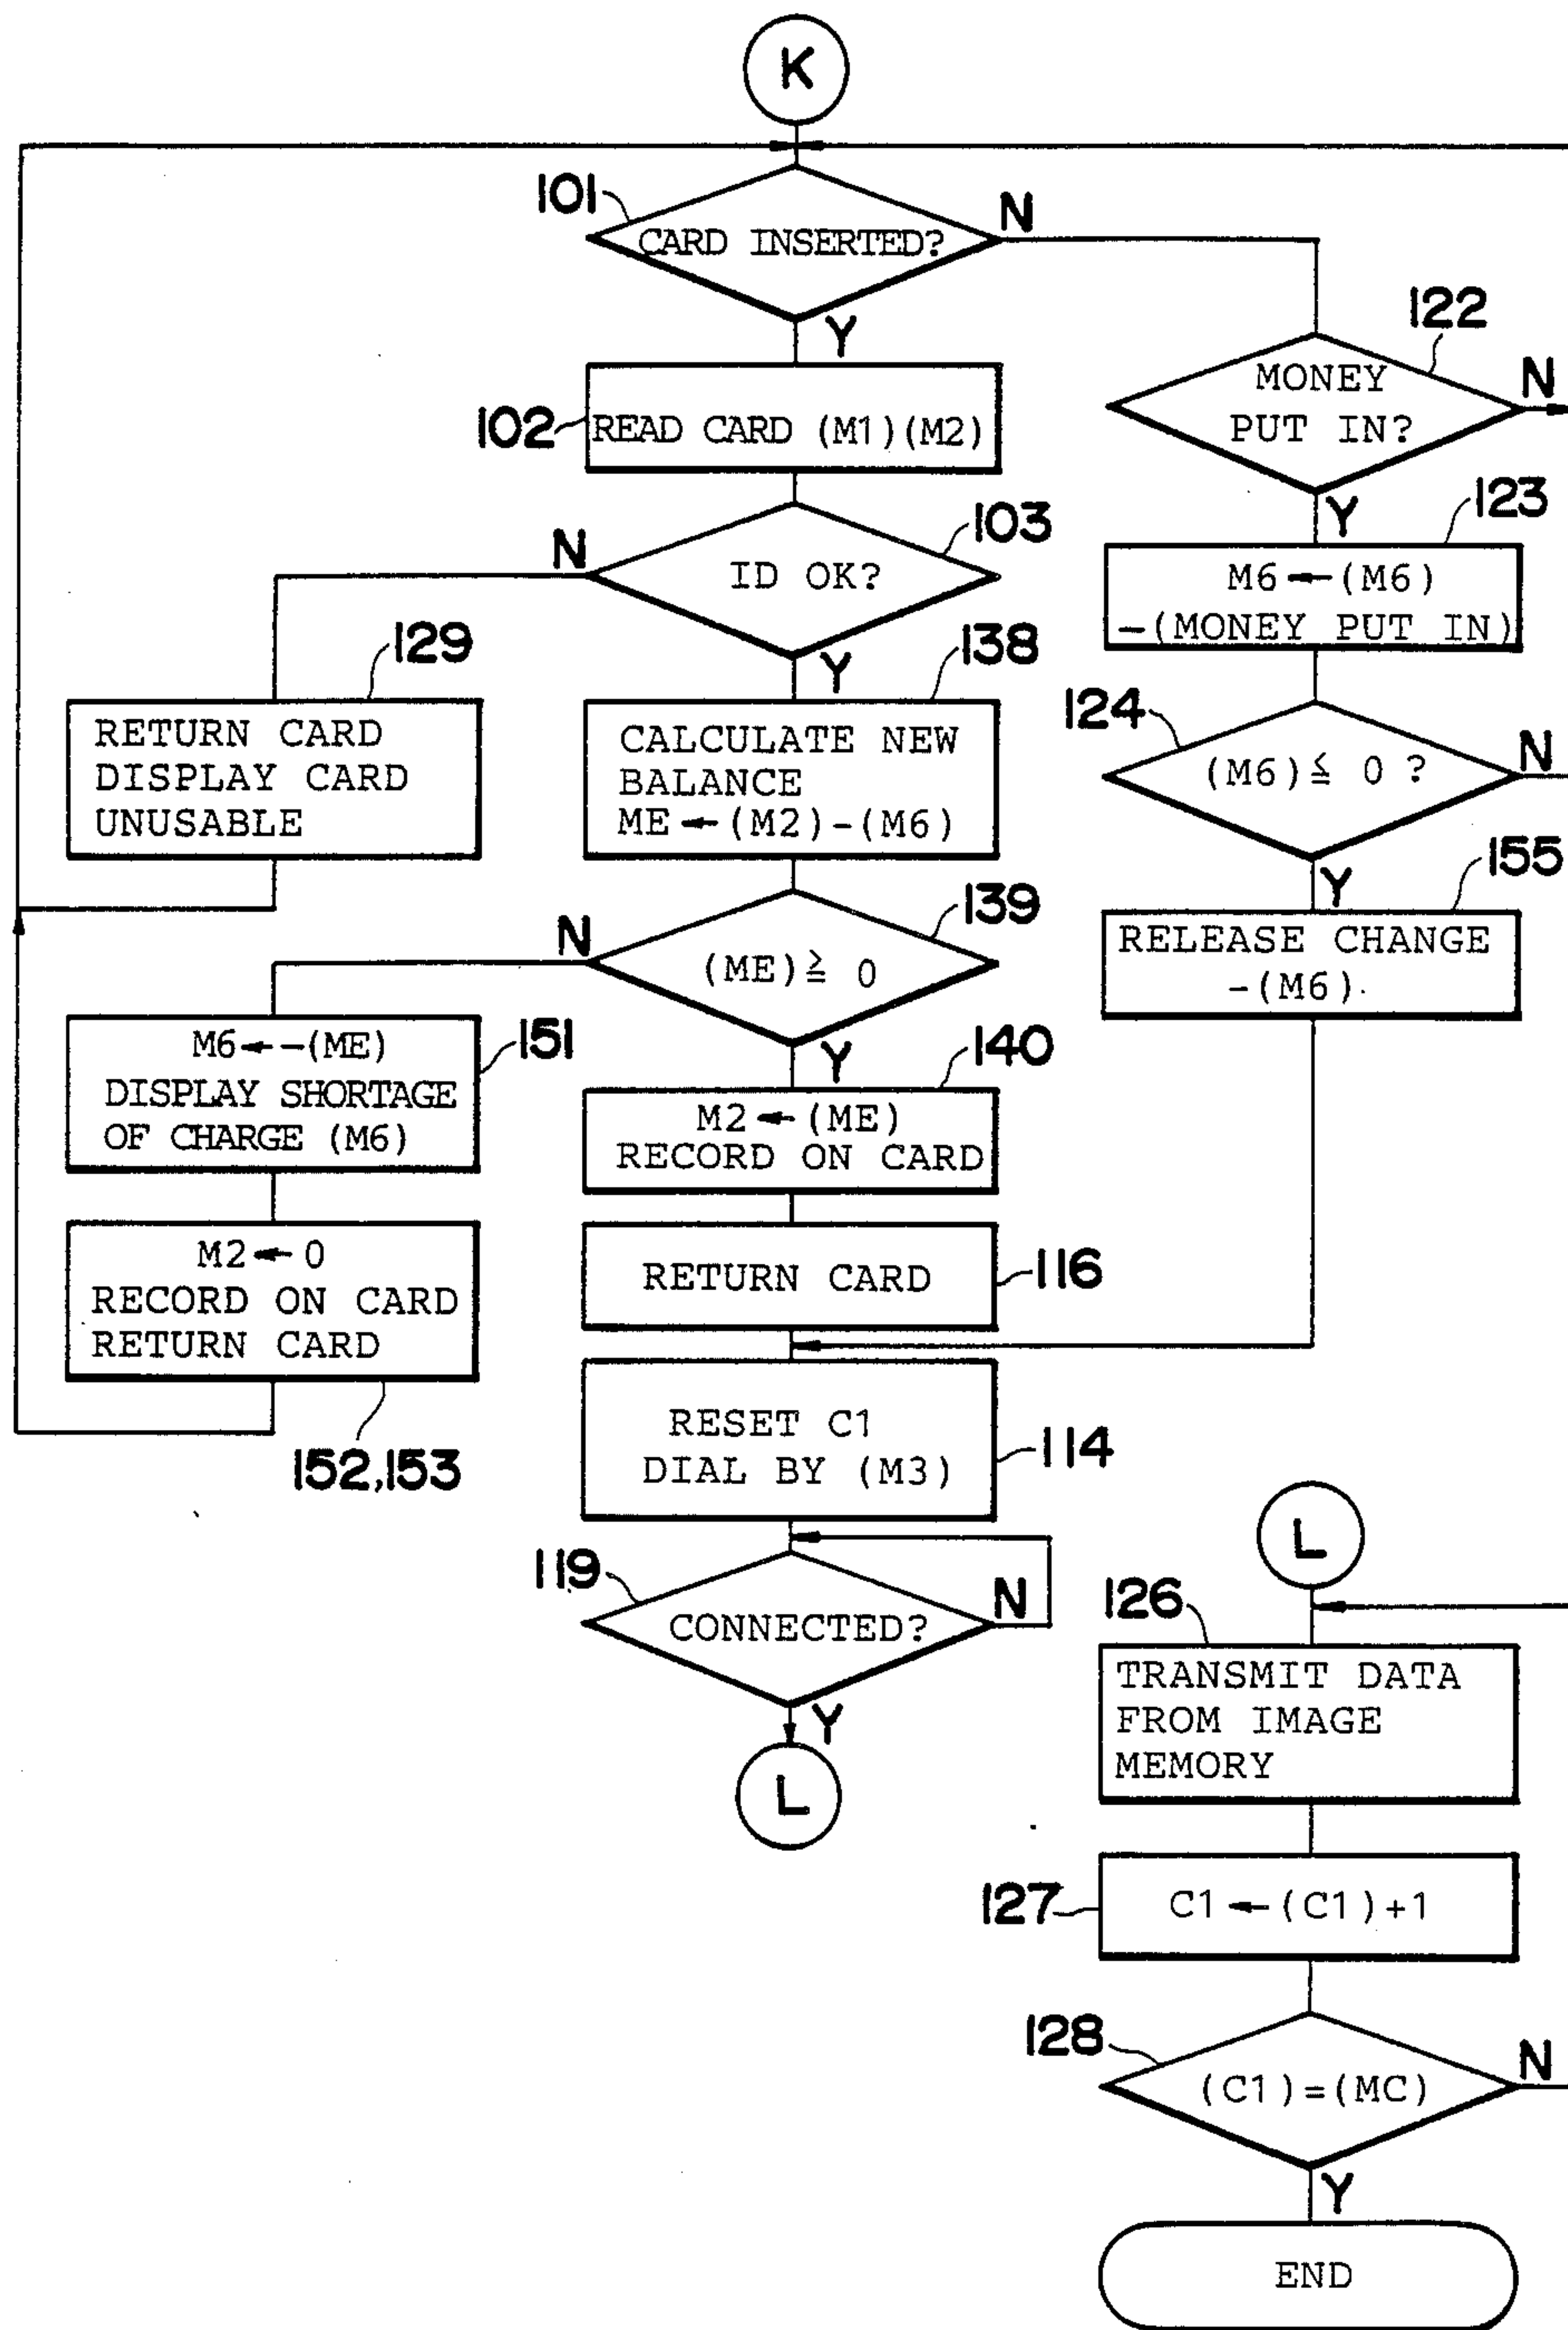 K
101
CARD INSERTED?
N
Y
102
READ CARD (M1)(M2)
103
N
ID OK?
Y
129
RETURN CARD
DISPLAY CARD
UNUSABLE
138
CALCULATE NEW
BALANCE
ME←(M2)-(M6)
139
N
(ME)≧ 0
Y
151
M6←-(ME)
DISPLAY SHORTAGE
OF CHARGE (M6)
152,153
M2←0
RECORD ON CARD
RETURN CARD
140
M2←(ME)
RECORD ON CARD
116
RETURN CARD
114
RESET C1
DIAL BY (M3)
119
CONNECTED?
N
Y
L
122
MONEY
PUT IN?
N
Y
123
M6←(M6)
-(MONEY PUT IN)
124
(M6)≦ 0 ?
N
Y
155
RELEASE CHANGE
-(M6).
L
126
TRANSMIT DATA
FROM IMAGE
MEMORY
127
C1←(C1)+1
128
(C1)=(MC)
N
Y
END